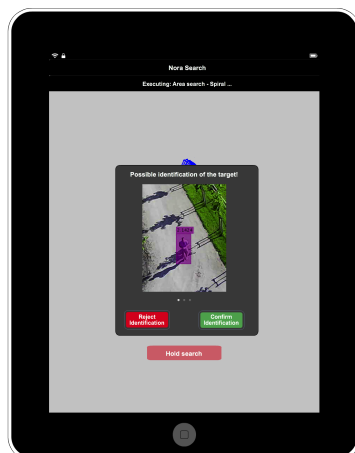 Nora Search
Executing: Area search - Spiral ...
Possible identification of the target!
Reject
Identification
Confirm
Identification
Hold search